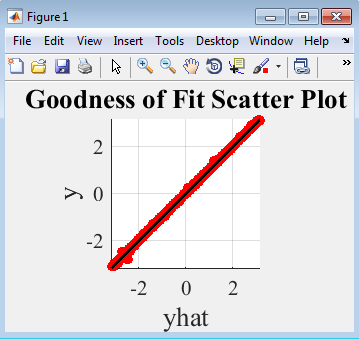 Figure 1
File Edit View Insert Tools Desktop Window Help
Goodness of Fit Scatter Plot
2
0
-2
y
-2 0 2
yhat